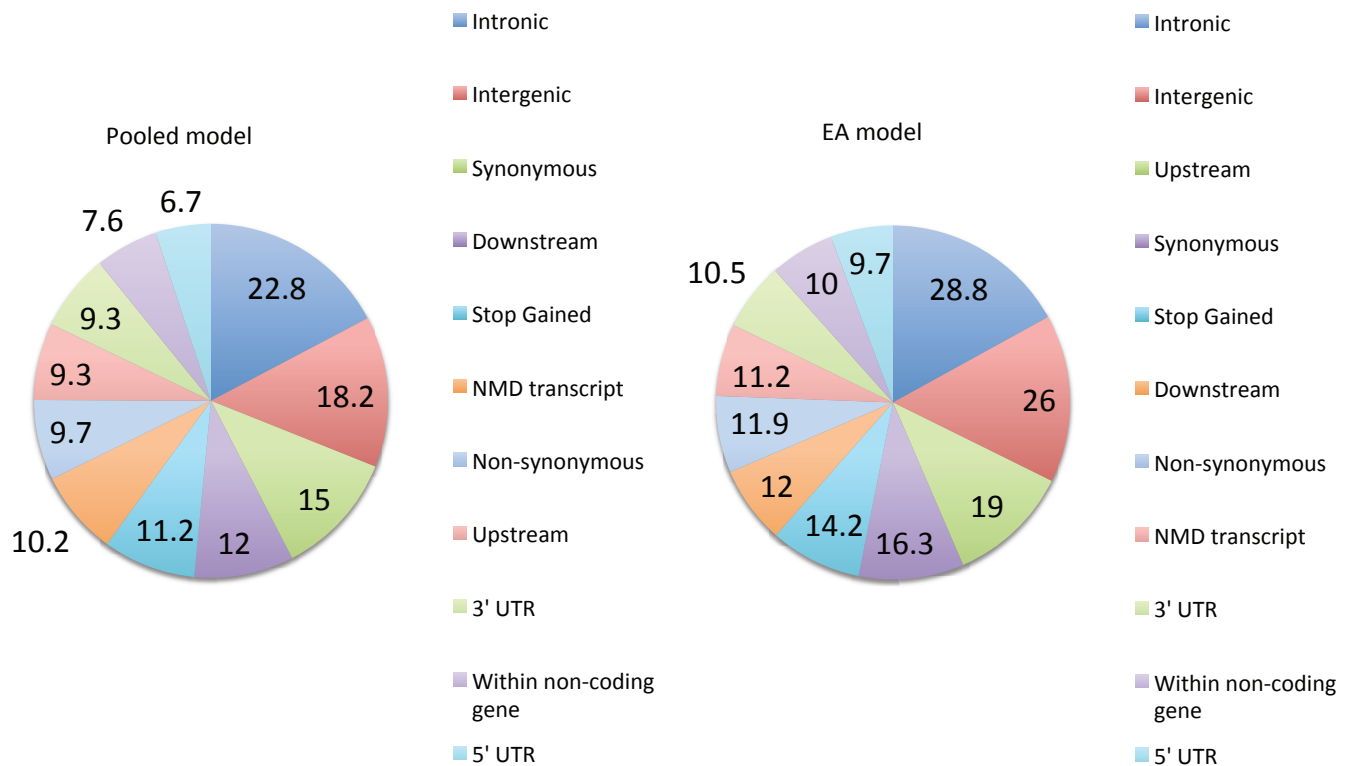 Pooled model
22.8
18.2
15
12
11.2
10.2
9.7
9.3
9.3
7.6
6.7
Intronic
Intergenic
Synonymous
Downstream
Stop Gained
NMD transcript
Non-synonymous
Upstream
3' UTR
Within non-coding
gene
5' UTR
EA model
28.8
26
19
16.3
14.2
12
11.9
11.2
10.5
10
9.7
Intronic
Intergenic
Upstream
Synonymous
Stop Gained
Downstream
Non-synonymous
NMD transcript
3' UTR
Within non-coding
gene
5' UTR